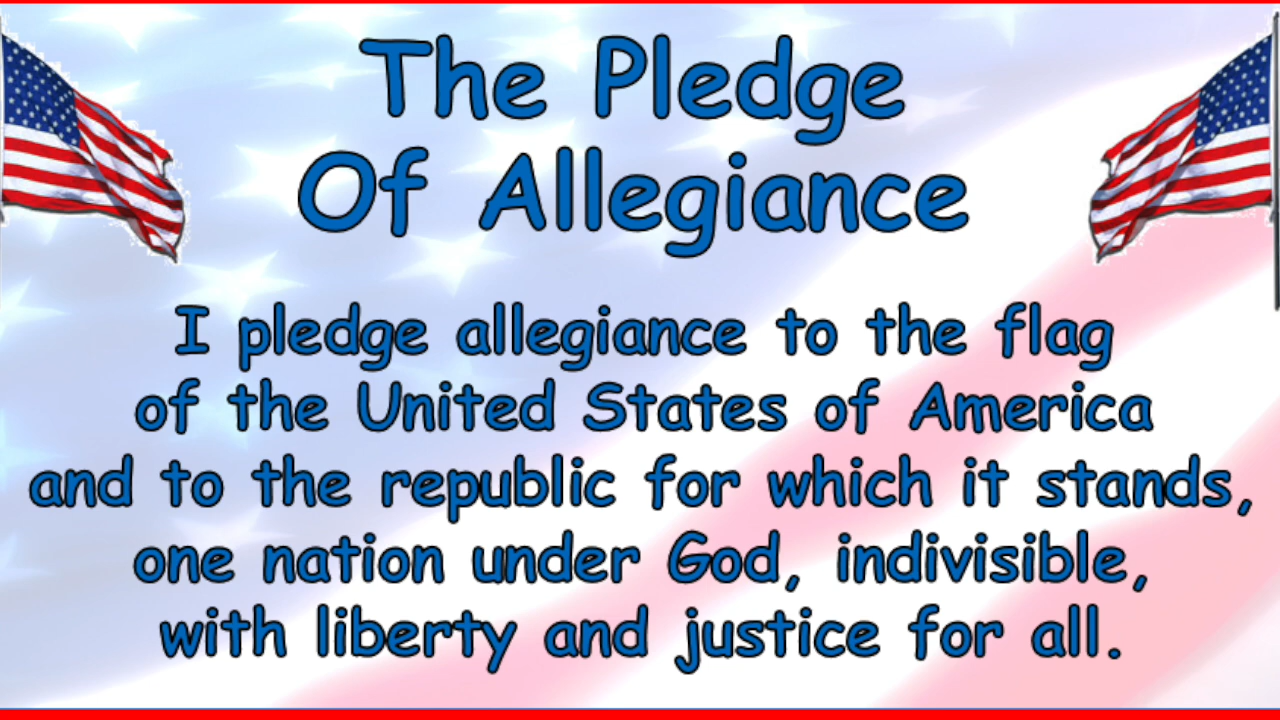 The Pledge
Of Allegiance
I pledge allegiance to the flag
of the United States of America
and to the republic for which it stands,
one nation under God, indivisible,
with liberty and justice for all.